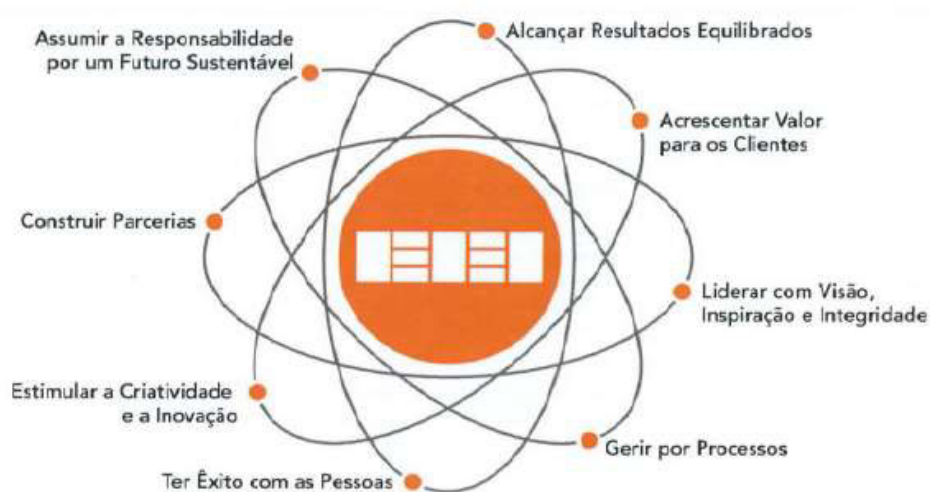 Alcançar Resultados Equilibrados
Acrescentar Valor
para os Clientes
Liderar com Visão,
Inspiração e Integridade
Gerir por Processos
Ter Êxito com as Pessoas
Estimular a Criatividade
e a Inovação
Construir Parcerias
Assumir a Responsabilidade
por um Futuro Sustentável